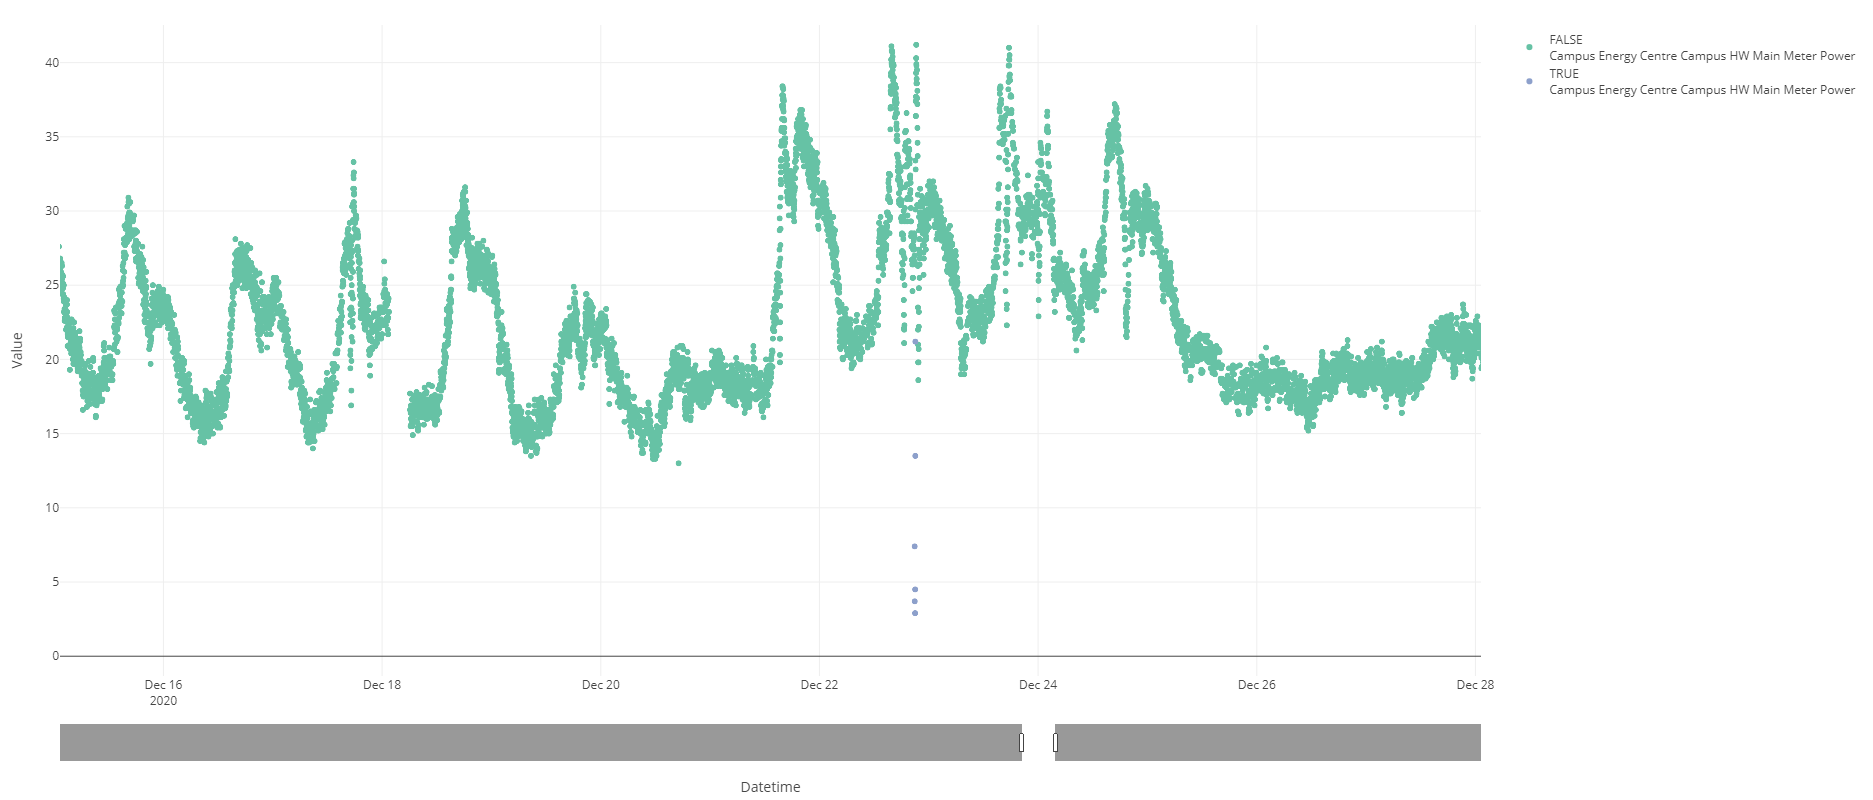 FALSE
Campus Energy Centre Campus HW Main Meter Power
TRUE
Campus Energy Centre Campus HW Main Meter Power
Value
40
35
30
25
20
15
10
5
0
Dec 16 Dec 18 Dec 20 Dec 22 Dec 24 Dec 26 Dec 28
2020
Datetime